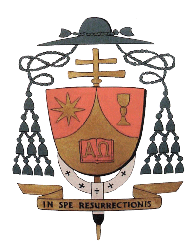 ΑΩ
IN SPE RESURRECTIONIS